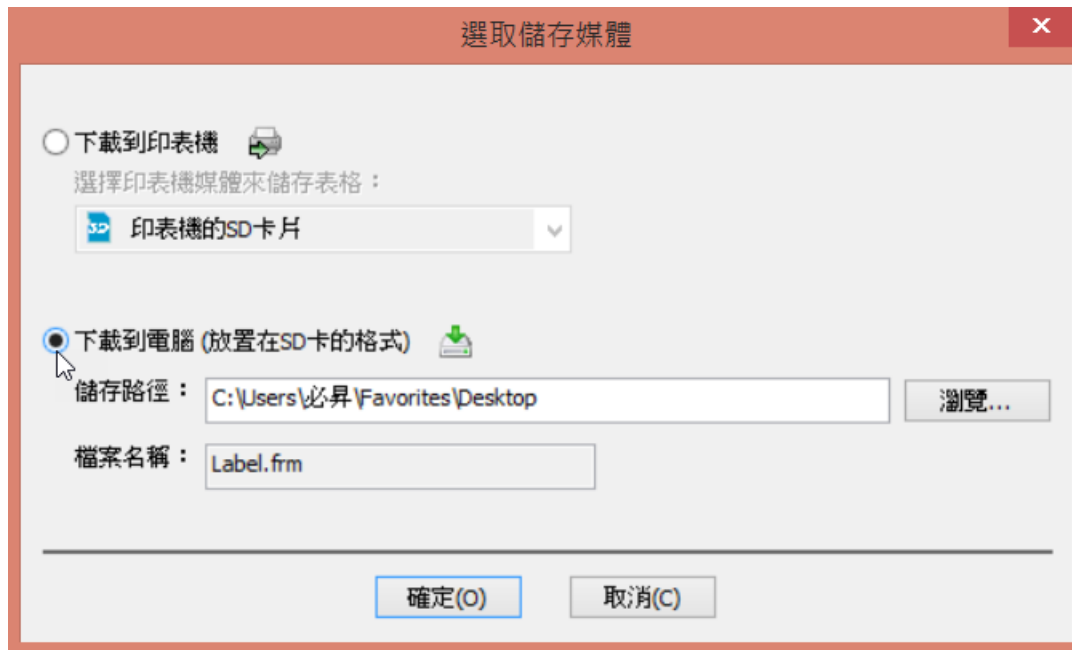 選取儲存媒體
下載到印表機
選擇印表機媒體來儲存表格：
SD 印表機的SD卡片
下載到電腦 (放置在SD卡的格式)
儲存路徑： C:\Users\必昇\Favorites\Desktop 瀏覽...
檔案名稱： Label.frm
確定(O) 取消(C)